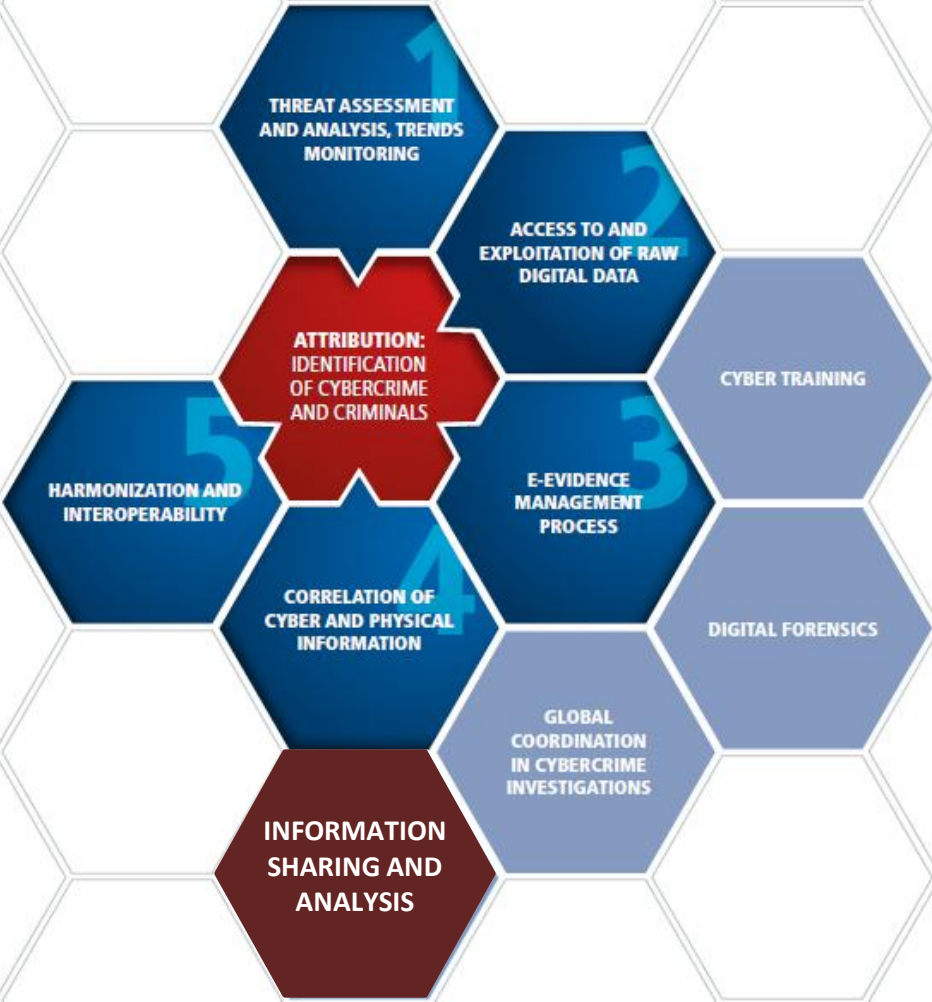 1
THREAT ASSESSMENT
AND ANALYSIS, TRENDS
MONITORING
2
ACCESS TO AND
EXPLOITATION OF RAW
DIGITAL DATA
ATTRIBUTION:
IDENTIFICATION
OF CYBERCRIME
AND CRIMINALS
CYBER TRAINING
5
HARMONIZATION AND
INTEROPERABILITY
3
E-EVIDENCE
MANAGEMENT
PROCESS
4
CORRELATION OF
CYBER AND PHYSICAL
INFORMATION
DIGITAL FORENSICS
GLOBAL
COORDINATION
IN CYBERCRIME
INVESTIGATIONS
INFORMATION
SHARING AND
ANALYSIS